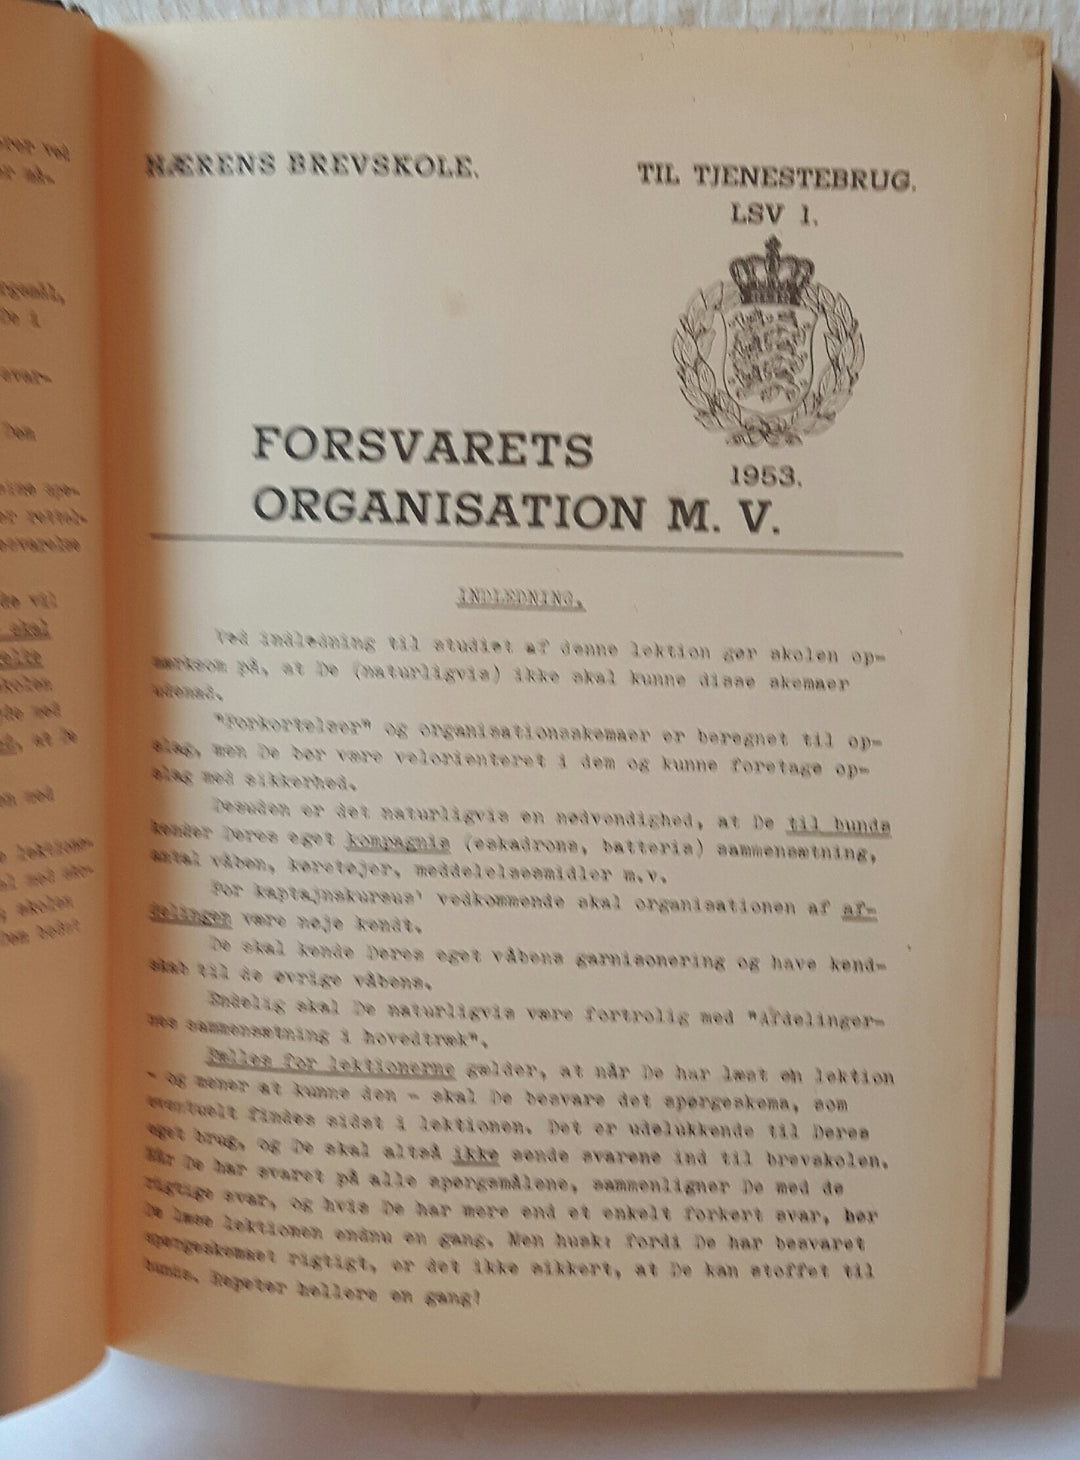 HÆRENS BREVSKOLE.
TIL TJENESTEBRUG.
LSV 1.
1953.
FORSVARETS
ORGANISATION M. V.
INDLEDNING.
Ved indledning til studiet af denne lektion gør skolen op-
mærksom på, at De (naturligvis) ikke skal kunne disse skemaer
udenad.
"Forkortelser" og organisationsskemaer er beregnet til op-
slag, men De bør være velorienteret i dem og kunne foretage op-
slag med sikkerhed.
Desuden er det naturligvis en nødvendighed, at De til bunds
kender Deres eget kompagnis (eskadrons, batteris) sammensætning,
antal våben, køretøjer, meddelelsesmidler m.v.
For kaptajnskursus' vedkommende skal organisationen af af-
delingen være nøje kendt.
De skal kende Deres eget våbens garnisonering og have kend-
skab til de øvrige våbens.
Endelig skal De naturligvis være fortrolig med "Afdelinger-
nes sammensætning i hovedtræk".
Fælles for lektionerne gælder, at når De har læst en lektion
- og mener at kunne den - skal De besvare det spørgeskema, som
eventuelt findes sidst i lektionen. Det er udelukkende til Deres
eget brug, og De skal altså ikke sende svarene ind til brevskolen.
Når De har svaret på alle spørgsmålene, sammenligner De med de
rigtige svar, og hvis De har mere end et enkelt forkert svar, bør
De læse lektionen endnu en gang. Men husk: fordi De har besvaret
spørgeskemaet rigtigt, er det ikke sikkert, at De kan stoffet til
bunds. Repeter hellere en gang!